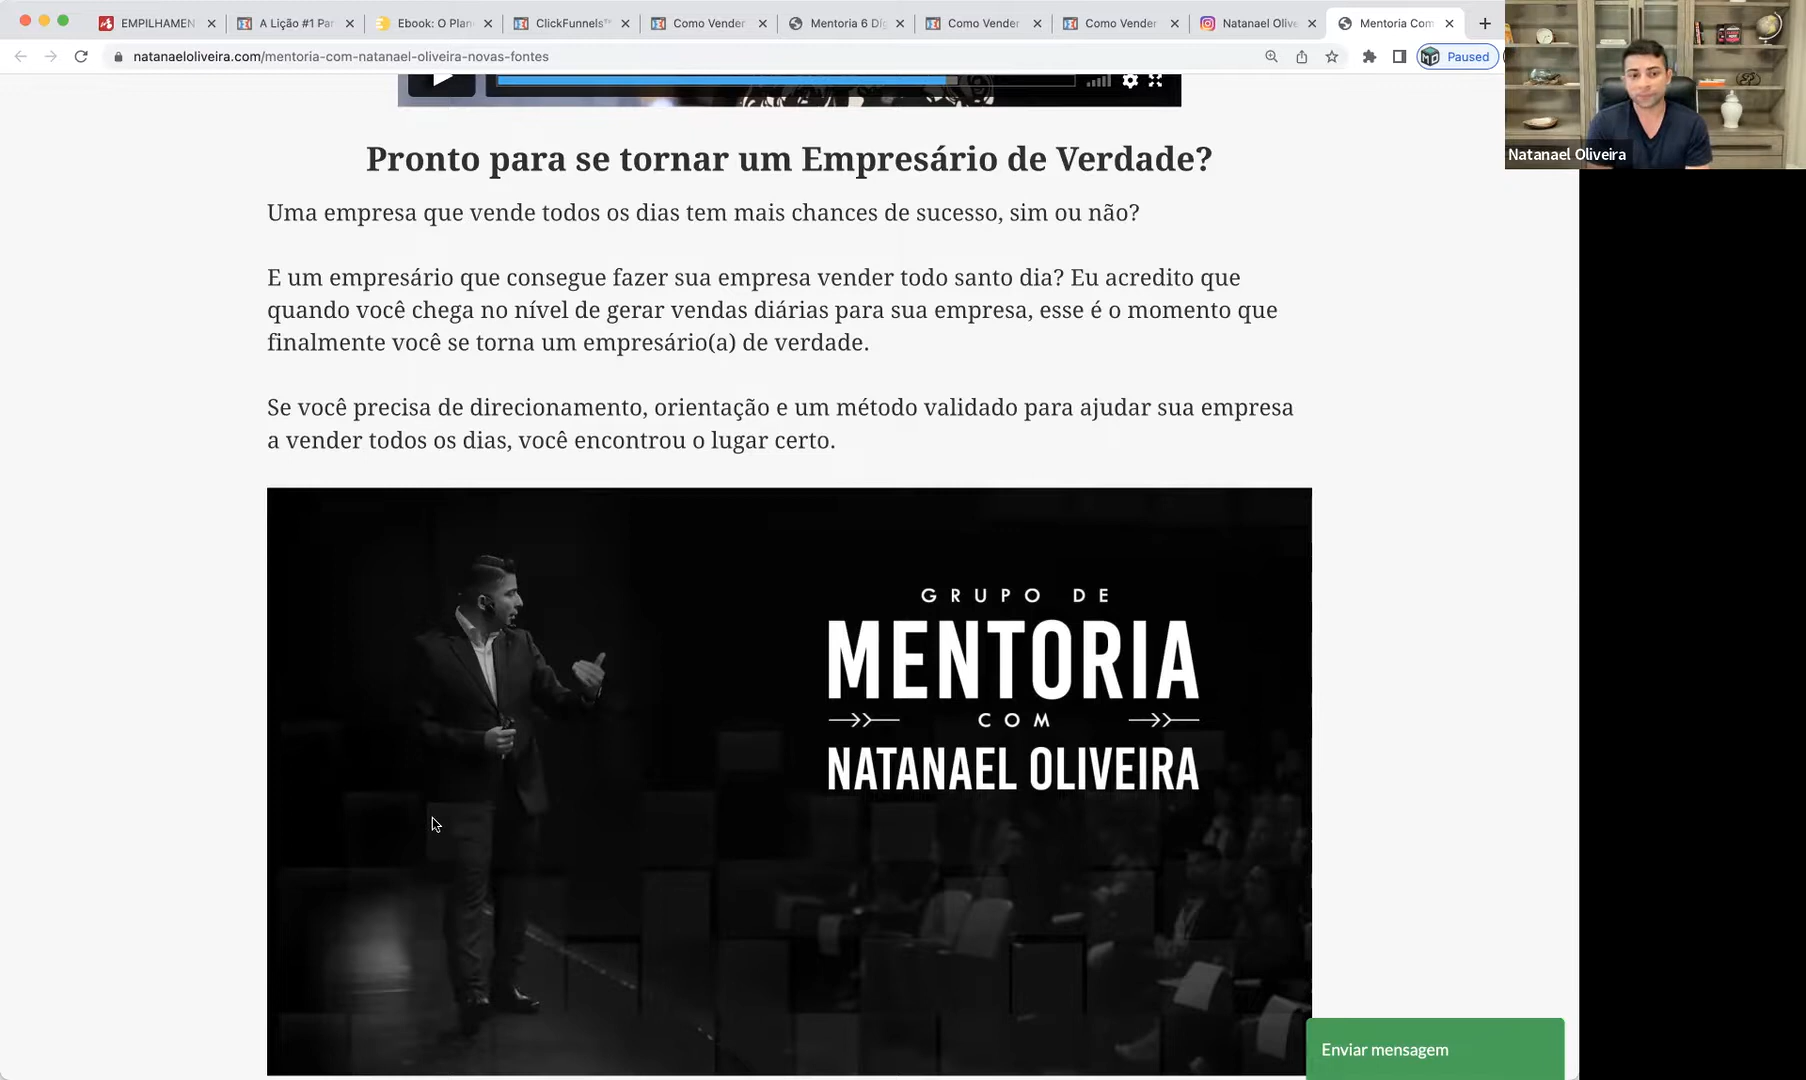 EMPILHAMEN
A Lição #1 Par
Ebook: O Plan
ClickFunnels™
Como Vender
Mentoria 6 Díg
Como Vender
Como Vender
Natanael Olive
Mentoria Com
natanaeloliveira.com/mentoria-com-natanael-oliveira-novas-fontes
Paused
Natanael Oliveira
Pronto para se tornar um Empresário de Verdade?
Uma empresa que vende todos os dias tem mais chances de sucesso, sim ou não?
E um empresário que consegue fazer sua empresa vender todo santo dia? Eu acredito que
quando você chega no nível de gerar vendas diárias para sua empresa, esse é o momento que
finalmente você se torna um empresário(a) de verdade.
Se você precisa de direcionamento, orientação e um método validado para ajudar sua empresa
a vender todos os dias, você encontrou o lugar certo.
GRUPO DE
MENTORIA
COM
NATANAEL OLIVEIRA
Enviar mensagem